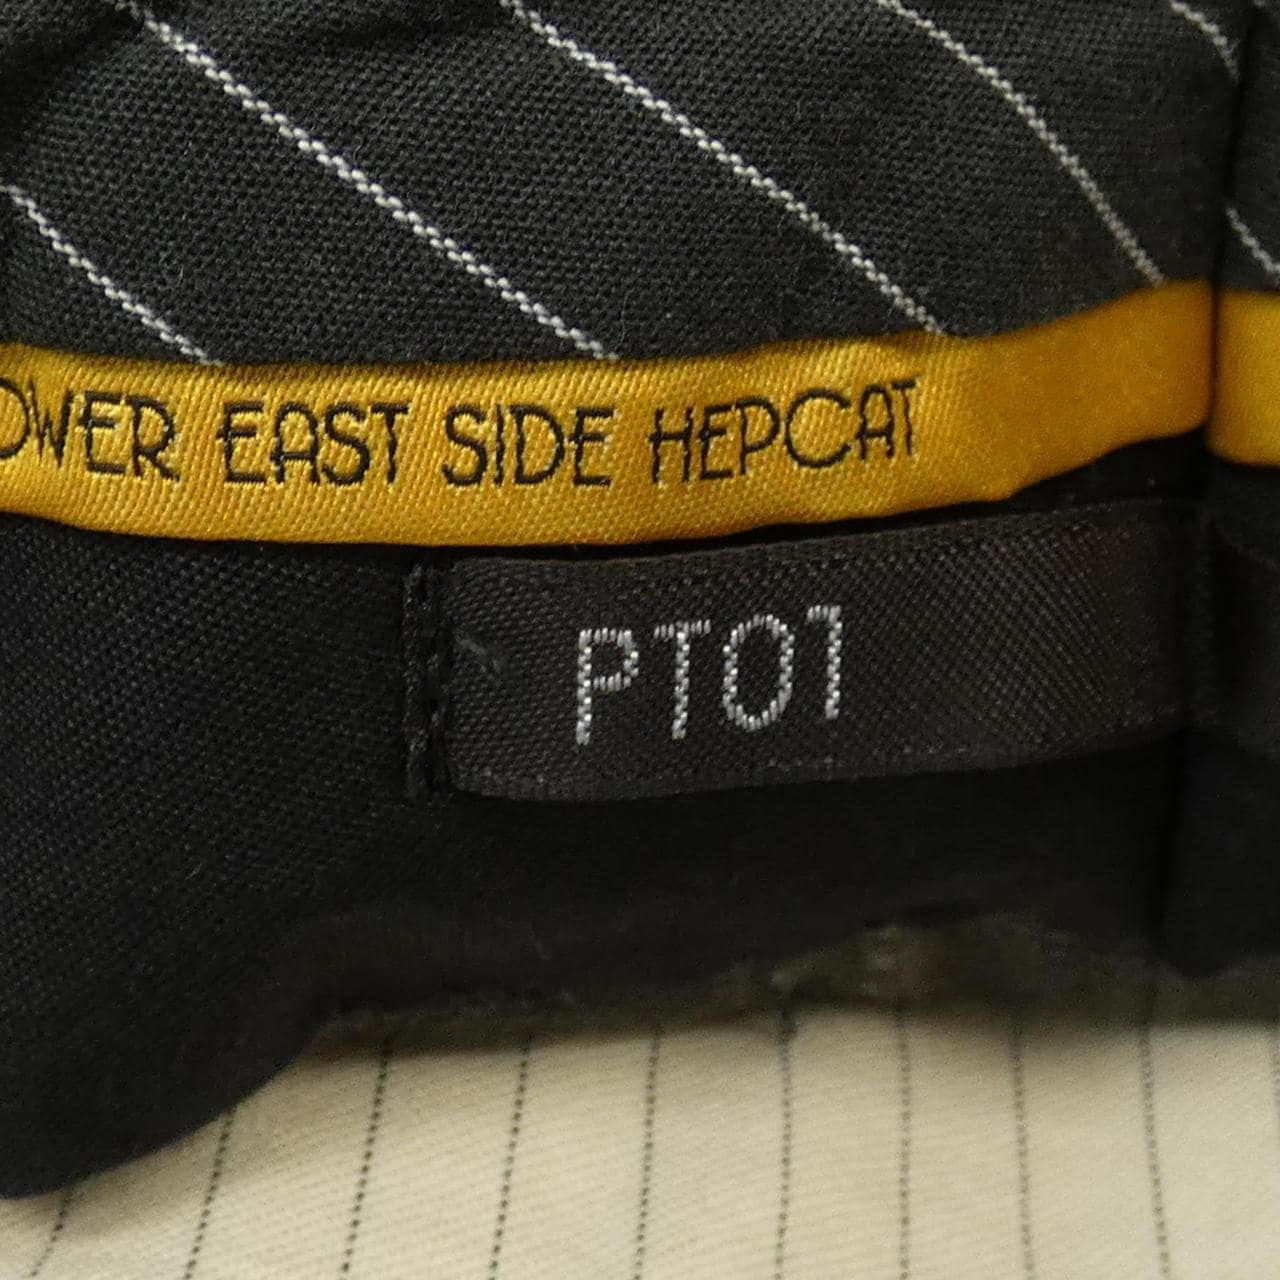 OWER EAST SIDE HEPCAT
PT01